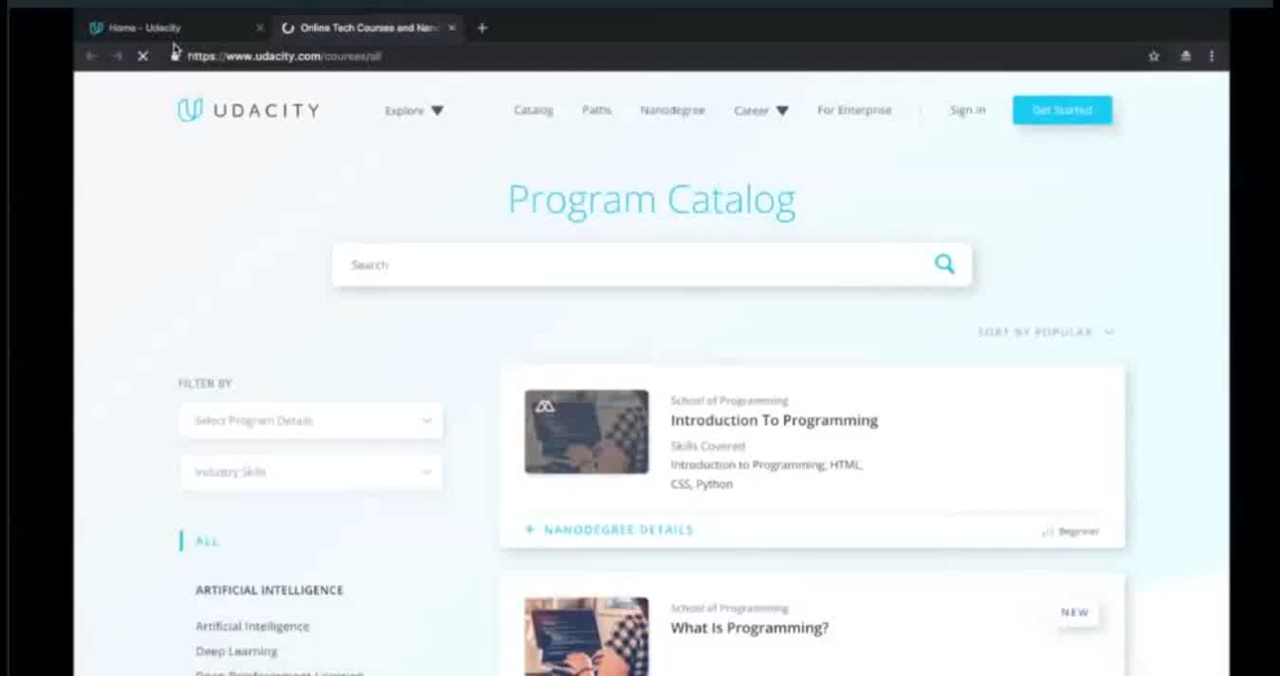 Home - Udacity
Online Tech Courses and Nan
https://www.udacity.com/courses/all
UDACITY
Explore
Catalog
Paths
Nanodegree
Career
For Enterprise
Sign in
Get Started
Program Catalog
Search
SORT BY POPULAR
FILTER BY
Select Program Details
Industry Skills
ALL
ARTIFICIAL INTELLIGENCE
Artificial Intelligence
Deep Learning
Deep Reinforcement Learning
School of Programming
Introduction To Programming
Skills Covered
Introduction to Programming, HTML,
CSS, Python
+ NANODEGREE DETAILS
Beginner
School of Programming
What Is Programming?
NEW